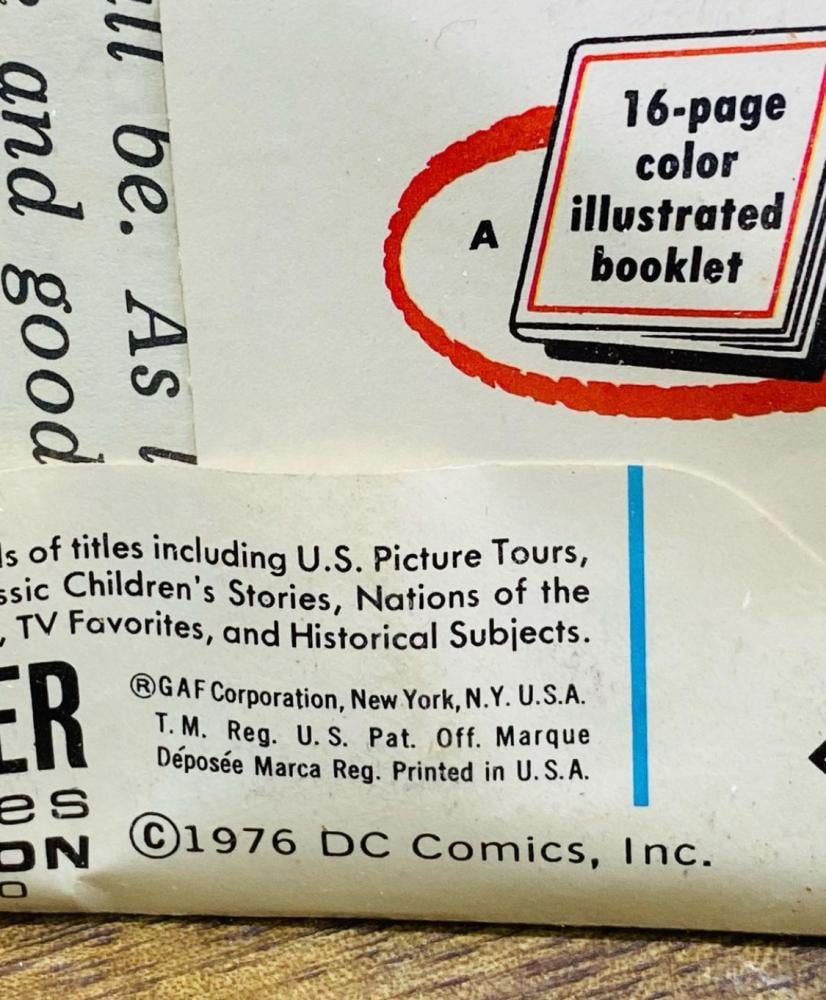 ll be. As I
and good
16-page
color
illustrated
booklet
A
ls of titles including U.S. Picture Tours,
ssic Children's Stories, Nations of the
, TV Favorites, and Historical Subjects.
ER
es
ON
®GAF Corporation, New York, N.Y. U.S.A.
T.M. Reg. U.S. Pat. Off. Marque
Déposée Marca Reg. Printed in U.S.A.
©1976 DC Comics, Inc.